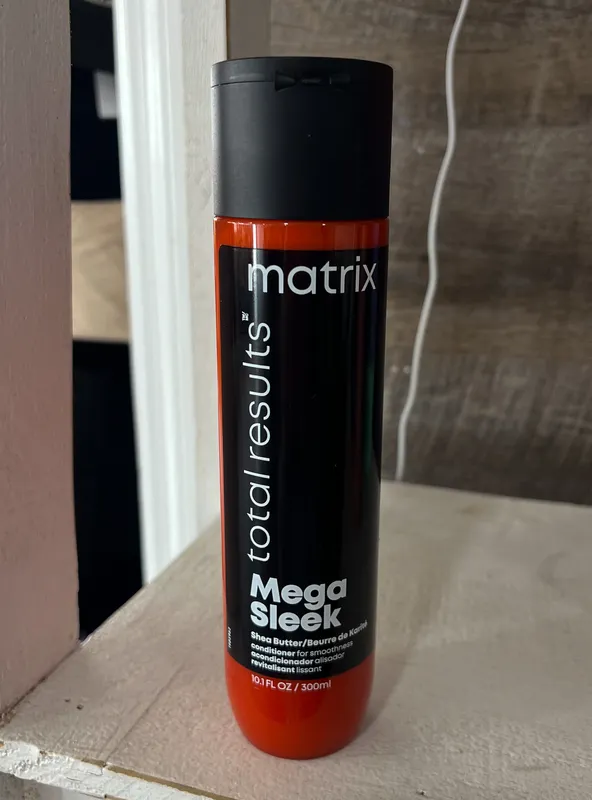 matrix
total results™
Mega
Sleek
Shea Butter/Beurre de Karité
conditioner for smoothness
acondicionador alisador
revitalisant lissant
10.1 FL OZ / 300ml